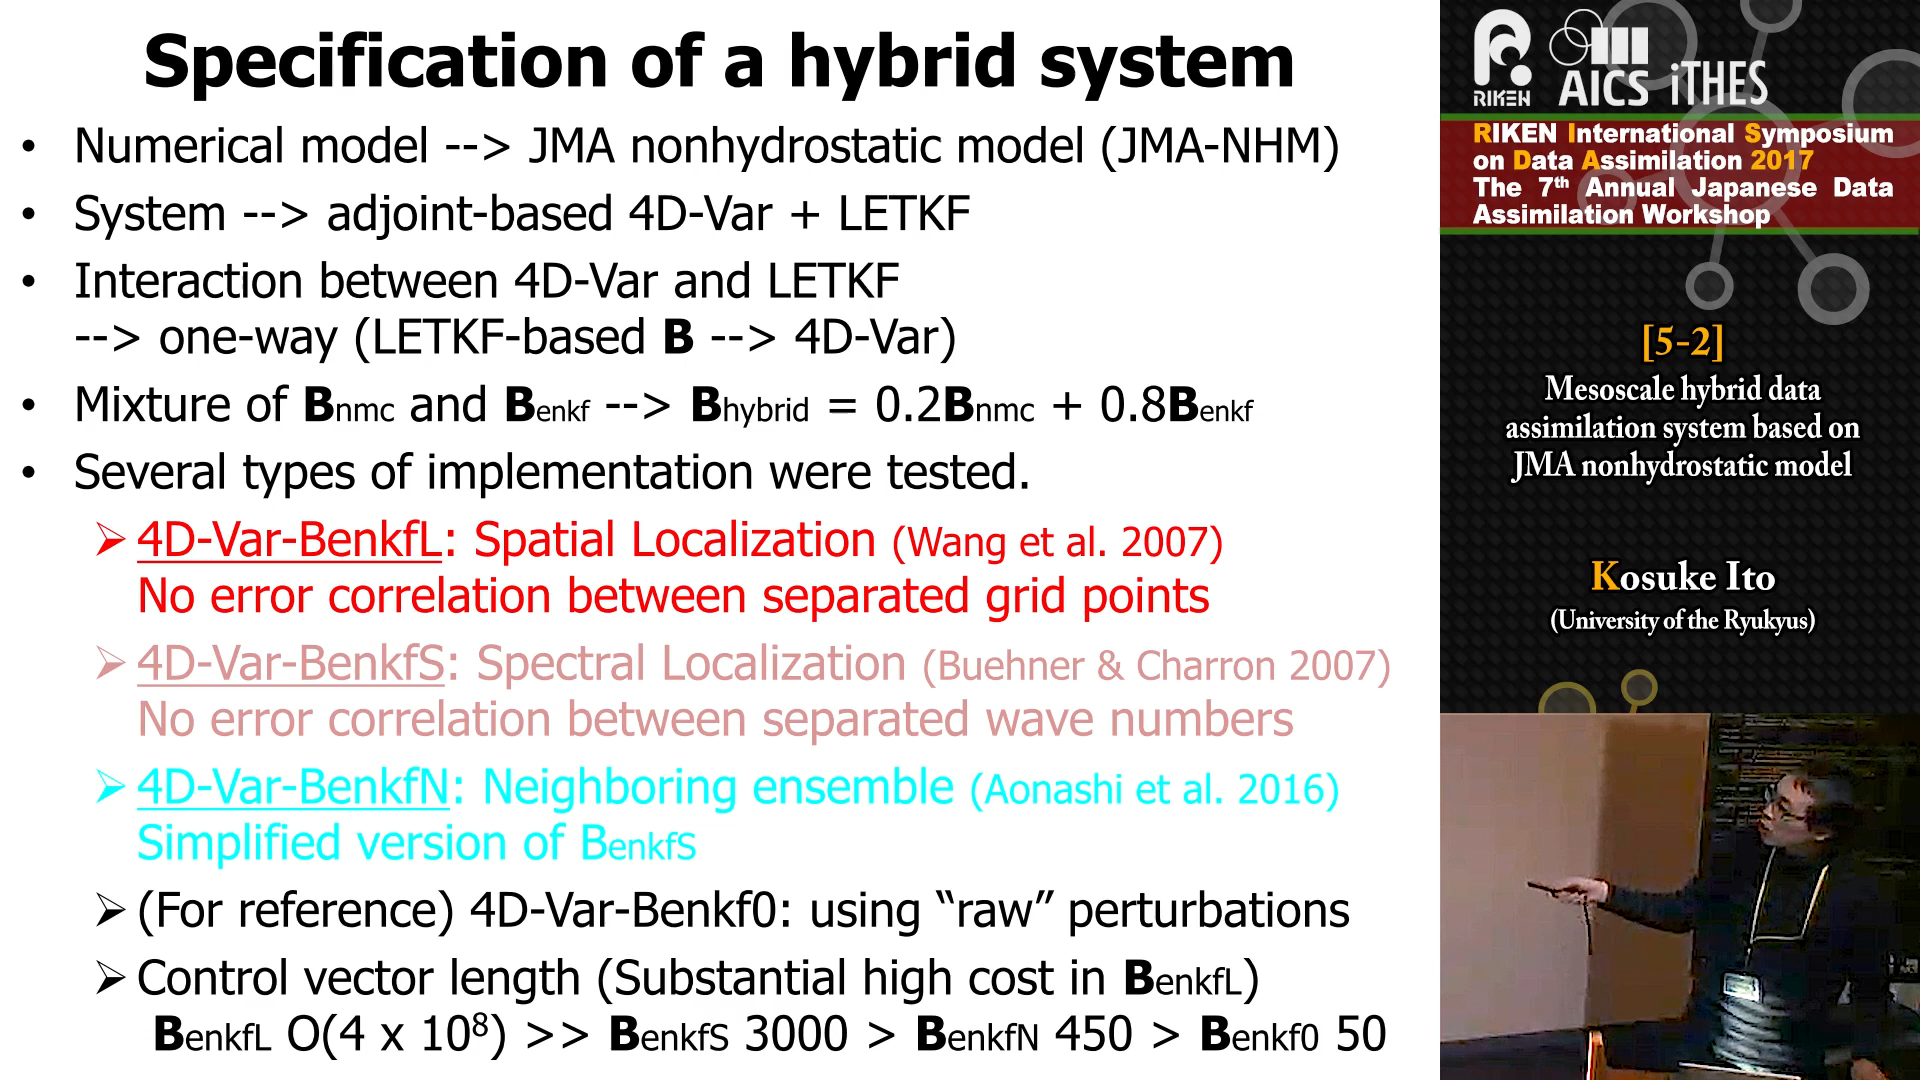 Specification of a hybrid system
• Numerical model --> JMA nonhydrostatic model (JMA-NHM)
• System --> adjoint-based 4D-Var + LETKF
• Interaction between 4D-Var and LETKF
--> one-way (LETKF-based B --> 4D-Var)
• Mixture of Bnmc and Benkf --> Bhybrid = 0.2Bnmc + 0.8Benkf
• Several types of implementation were tested.
➢ 4D-Var-BenkfL: Spatial Localization (Wang et al. 2007)
No error correlation between separated grid points
➢ 4D-Var-BenkfS: Spectral Localization (Buehner & Charron 2007)
No error correlation between separated wave numbers
➢ 4D-Var-BenkfN: Neighboring ensemble (Aonashi et al. 2016)
Simplified version of BenkfS
➢ (For reference) 4D-Var-Benkf0: using “raw” perturbations
➢ Control vector length (Substantial high cost in BenkfL)
BenkfL O(4 x 10⁸) >> BenkfS 3000 > BenkfN 450 > Benkf0 50
RIKEN AICS iTHES
RIKEN International Symposium
on Data Assimilation 2017
The 7th Annual Japanese Data
Assimilation Workshop
[5-2]
Mesoscale hybrid data
assimilation system based on
JMA nonhydrostatic model
Kosuke Ito
(University of the Ryukyus)